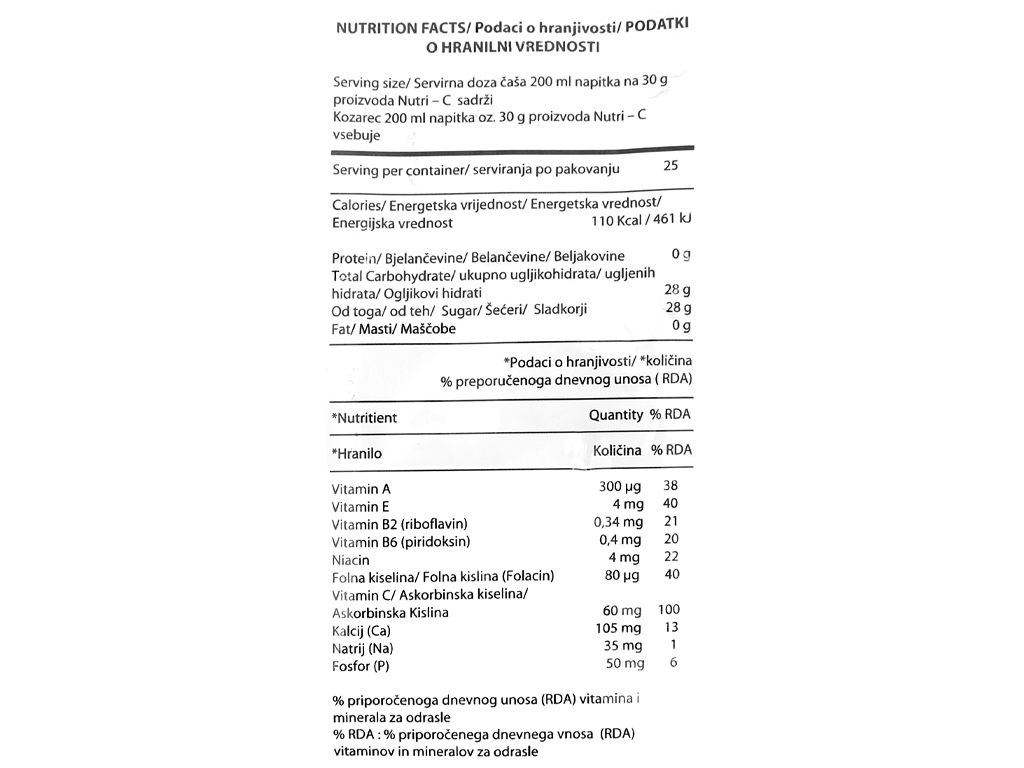 NUTRITION FACTS/ Podaci o hranjivosti/ PODATKI
O HRANILNI VREDNOSTI
Serving size/ Servirna doza čaša 200 ml napitka na 30 g
proizvoda Nutri – C sadrži
Kozarec 200 ml napitka oz. 30 g proizvoda Nutri – C
vsebuje
Serving per container/ serviranja po pakovanju 25
Calories/ Energetska vrijednost/ Energetska vrednost/
Energijska vrednost 110 Kcal / 461 kJ
Protein/ Bjelančevine/ Belančevine/ Beljakovine 0 g
Total Carbohydrate/ ukupno ugljikohidrata/ ugljenih
hidrata/ Ogljikovi hidrati 28 g
Od toga/ od teh/ Sugar/ Šećeri/ Sladkorji 28 g
Fat/ Masti/ Maščobe 0 g
*Podaci o hranjivosti/ *količina
% preporučenoga dnevnog unosa ( RDA)
*Nutritient Quantity % RDA
*Hranilo Količina % RDA
Vitamin A 300 µg 38
Vitamin E 4 mg 40
Vitamin B2 (riboflavin) 0,34 mg 21
Vitamin B6 (piridoksin) 0,4 mg 20
Niacin 4 mg 22
Folna kiselina/ Folna kislina (Folacin) 80 µg 40
Vitamin C/ Askorbinska kiselina/
Askorbinska Kislina 60 mg 100
Kalcij (Ca) 105 mg 13
Natrij (Na) 35 mg 1
Fosfor (P) 50 mg 6
% priporočenoga dnevnog unosa (RDA) vitamina i
minerala za odrasle
% RDA : % priporočenega dnevnega vnosa (RDA)
vitaminov in mineralov za odrasle